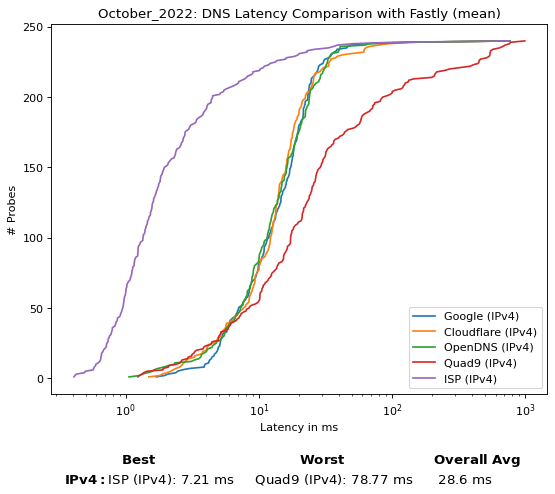 October_2022: DNS Latency Comparison with Fastly (mean)
250
200
150
100
50
0
# Probes
10⁰ 10¹ 10² 10³
Latency in ms
Google (IPv4)
Cloudflare (IPv4)
OpenDNS (IPv4)
Quad9 (IPv4)
ISP (IPv4)
Best Worst Overall Avg
IPv4: ISP (IPv4): 7.21 ms Quad9 (IPv4): 78.77 ms 28.6 ms